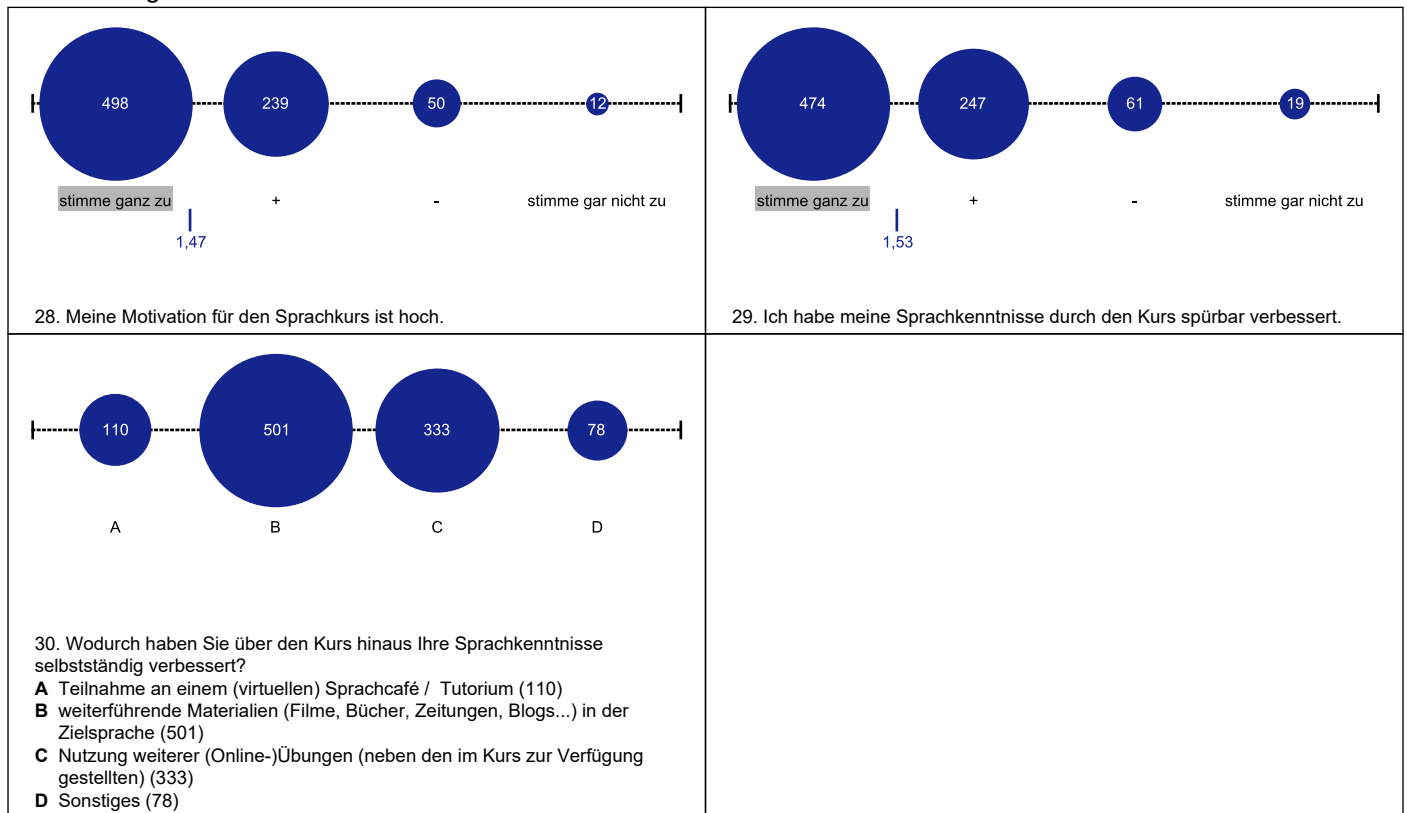 498 239 50 12
stimme ganz zu + - stimme gar nicht zu
1,47
28. Meine Motivation für den Sprachkurs ist hoch.
474 247 61 19
stimme ganz zu + - stimme gar nicht zu
1,53
29. Ich habe meine Sprachkenntnisse durch den Kurs spürbar verbessert.
110 501 333 78
A B C D
30. Wodurch haben Sie über den Kurs hinaus Ihre Sprachkenntnisse
selbstständig verbessert?
A Teilnahme an einem (virtuellen) Sprachcafé / Tutorium (110)
B weiterführende Materialien (Filme, Bücher, Zeitungen, Blogs...) in der
Zielsprache (501)
C Nutzung weiterer (Online-)Übungen (neben den im Kurs zur Verfügung
gestellten) (333)
D Sonstiges (78)